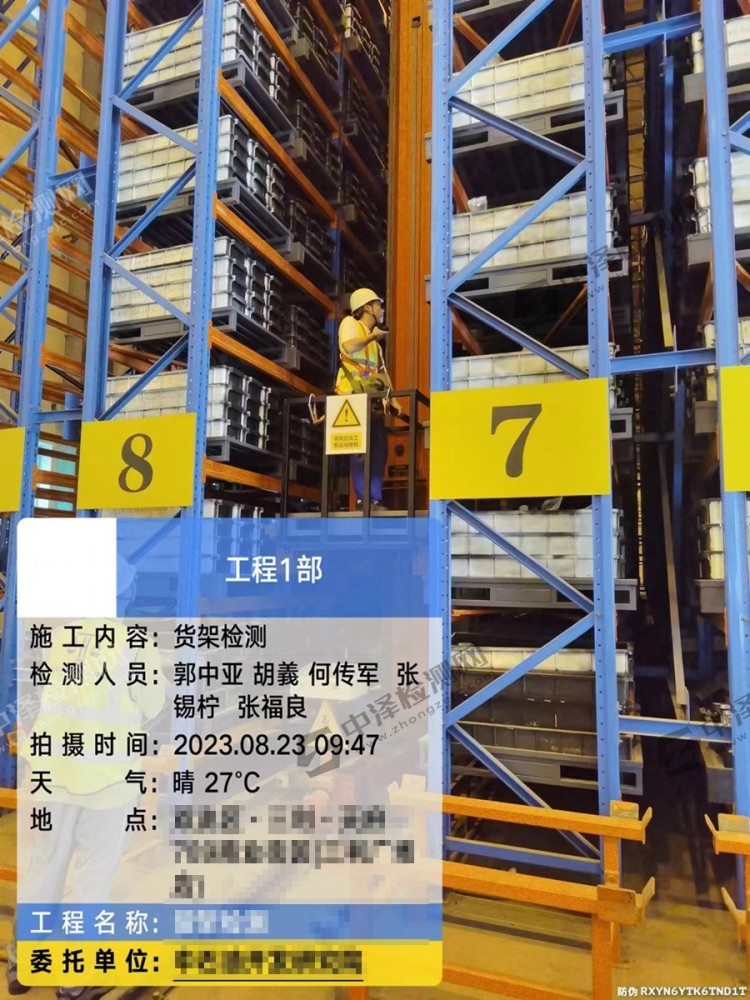 8
7
工程1部
施工内容：货架检测
检测人员：郭中亚 胡義 何传军 张
锡柠 张福良
拍摄时间：2023.08.23 09:47
天气：晴 27°C
地点：
工程名称：
委托单位：
中泽检测网
防伪 RXYN6YTK6TND1T